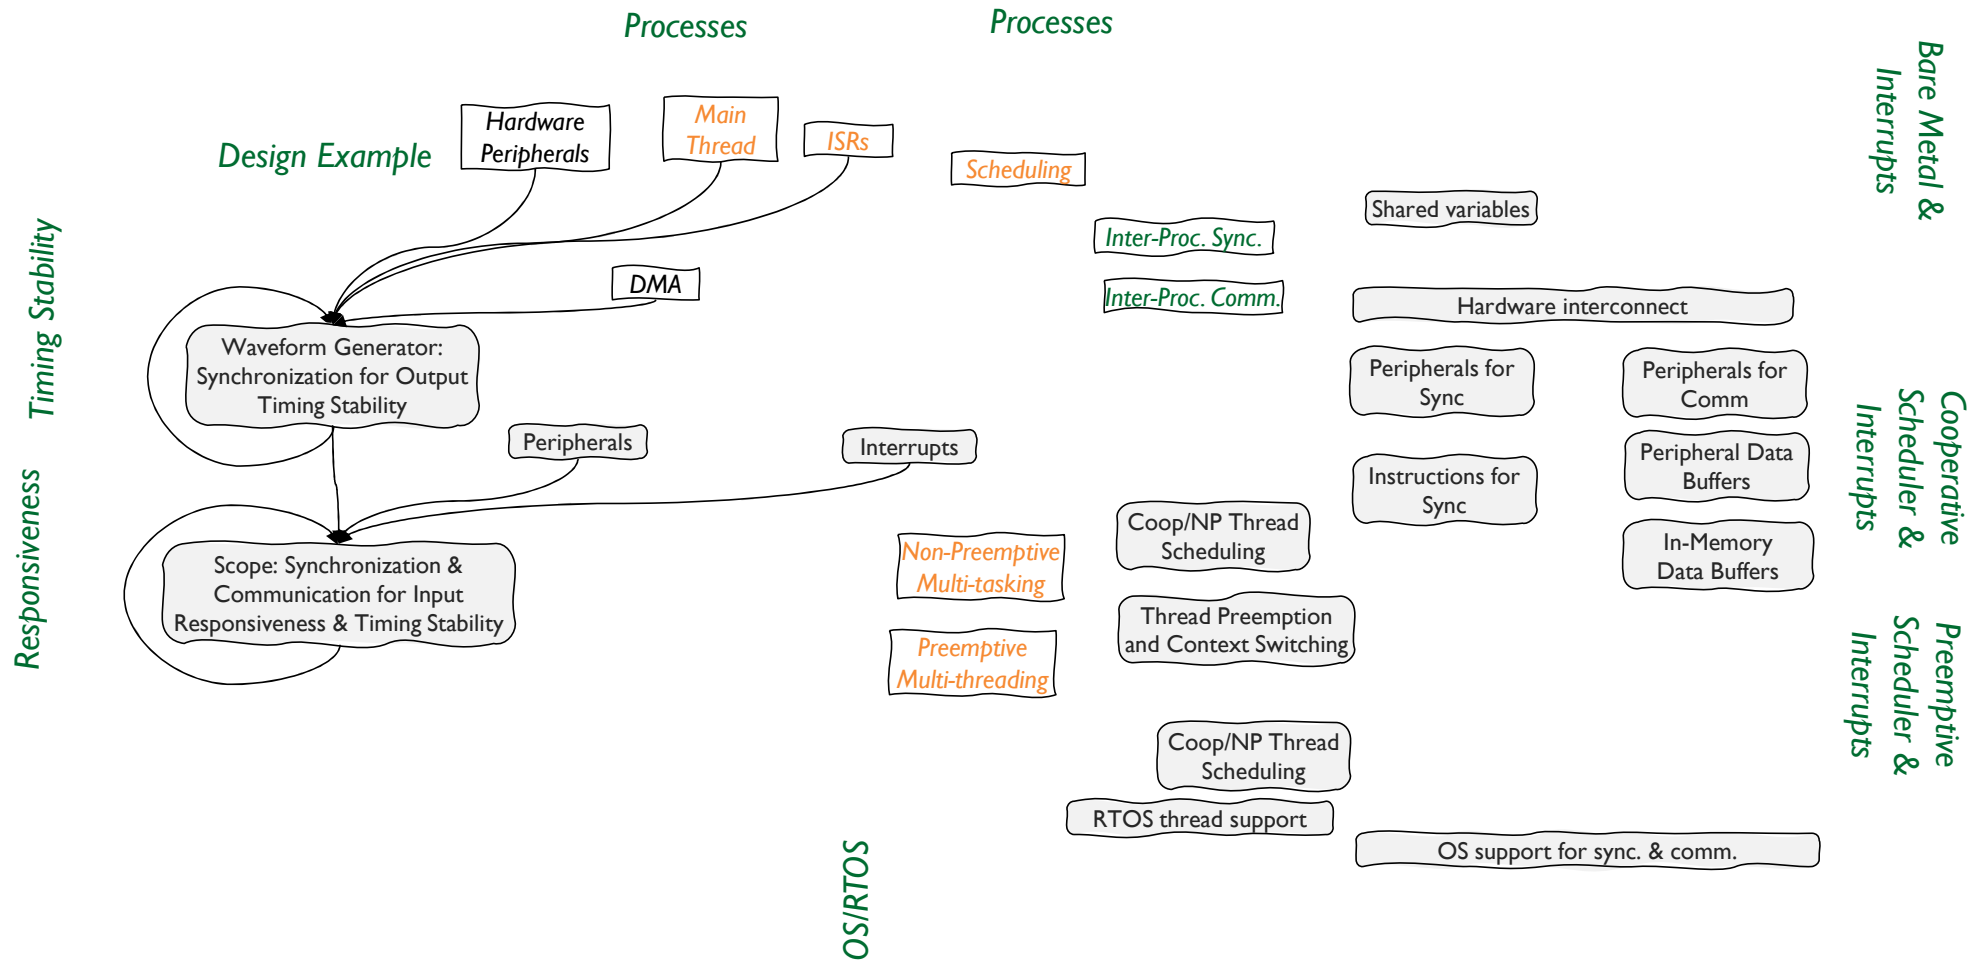 Processes
Processes
Bare Metal &
Interrupts
Design Example
Hardware
Peripherals
Main
Thread
ISRs
Scheduling
Shared variables
Inter-Proc. Sync.
Timing Stability
DMA
Inter-Proc. Comm.
Hardware interconnect
Waveform Generator:
Synchronization for Output
Timing Stability
Peripherals for
Sync
Peripherals for
Comm
Cooperative
Scheduler &
Interrupts
Peripherals
Interrupts
Peripheral Data
Buffers
Instructions for
Sync
Responsiveness
Coop/NP Thread
Scheduling
Non-Preemptive
Multi-tasking
In-Memory
Data Buffers
Scope: Synchronization &
Communication for Input
Responsiveness & Timing Stability
Thread Preemption
and Context Switching
Preemptive
Multi-threading
Preemptive
Scheduler &
Interrupts
Coop/NP Thread
Scheduling
RTOS thread support
OS support for sync. & comm.
OS/RTOS